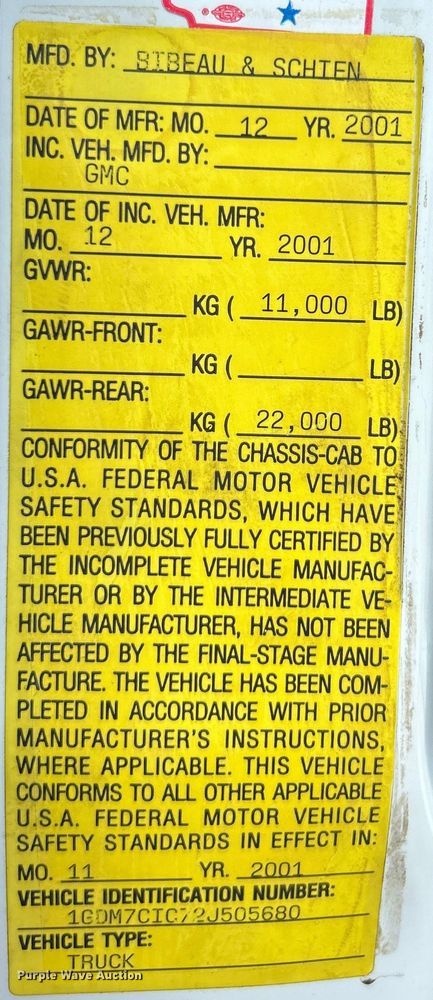 MFD. BY: BIBEAU & SCHIEN
DATE OF MFR: MO. 12 YR. 2001
INC. VEH. MFD. BY:
GMC
DATE OF INC. VEH. MFR:
MO. 12 YR. 2001
GVWR:
KG ( 11,000 LB)
GAWR-FRONT:
KG ( LB)
GAWR-REAR:
KG ( 22,000 LB)
CONFORMITY OF THE CHASSIS-CAB TO
U.S.A. FEDERAL MOTOR VEHICLE
SAFETY STANDARDS, WHICH HAVE
BEEN PREVIOUSLY FULLY CERTIFIED BY
THE INCOMPLETE VEHICLE MANUFAC-
TURER OR BY THE INTERMEDIATE VE-
HICLE MANUFACTURER, HAS NOT BEEN
AFFECTED BY THE FINAL-STAGE MANU-
FACTURE. THE VEHICLE HAS BEEN COM-
PLETED IN ACCORDANCE WITH PRIOR
MANUFACTURER'S INSTRUCTIONS,
WHERE APPLICABLE. THIS VEHICLE
CONFORMS TO ALL OTHER APPLICABLE
U.S.A. FEDERAL MOTOR VEHICLE
SAFETY STANDARDS IN EFFECT IN:
MO. 11 YR. 2001
VEHICLE IDENTIFICATION NUMBER:
1GDM7C1C72J505680
VEHICLE TYPE:
TRUCK
Purple Wave Auction